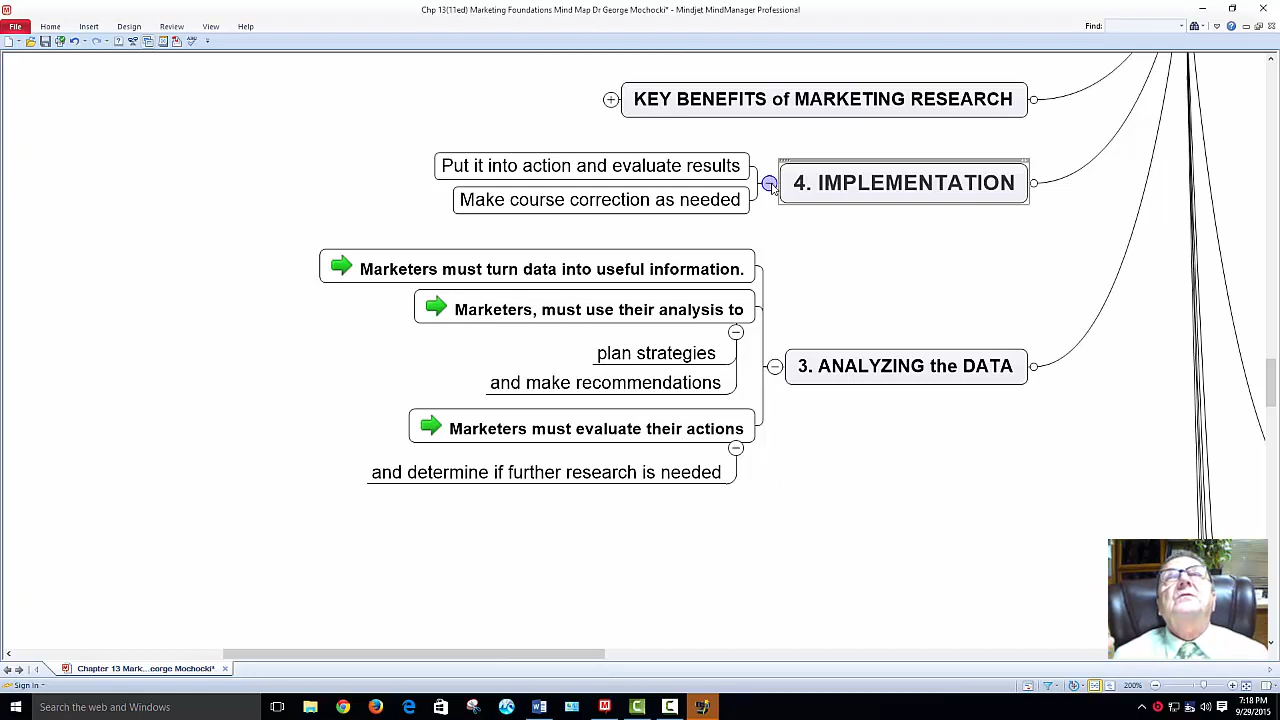 Chp 13(11ed) Marketing Foundations Mind Map Dr George Mochocki* - Mindjet MindManager Professional
File Home Insert Design Review View Help
Find:
KEY BENEFITS of MARKETING RESEARCH
Put it into action and evaluate results
4. IMPLEMENTATION
Make course correction as needed
Marketers must turn data into useful information.
Marketers, must use their analysis to
plan strategies
and make recommendations
3. ANALYZING the DATA
Marketers must evaluate their actions
and determine if further research is needed
Chapter 13 Mark...eorge Mochocki*
Sign In
200%
Search the web and Windows
7:18 PM
9/29/2015